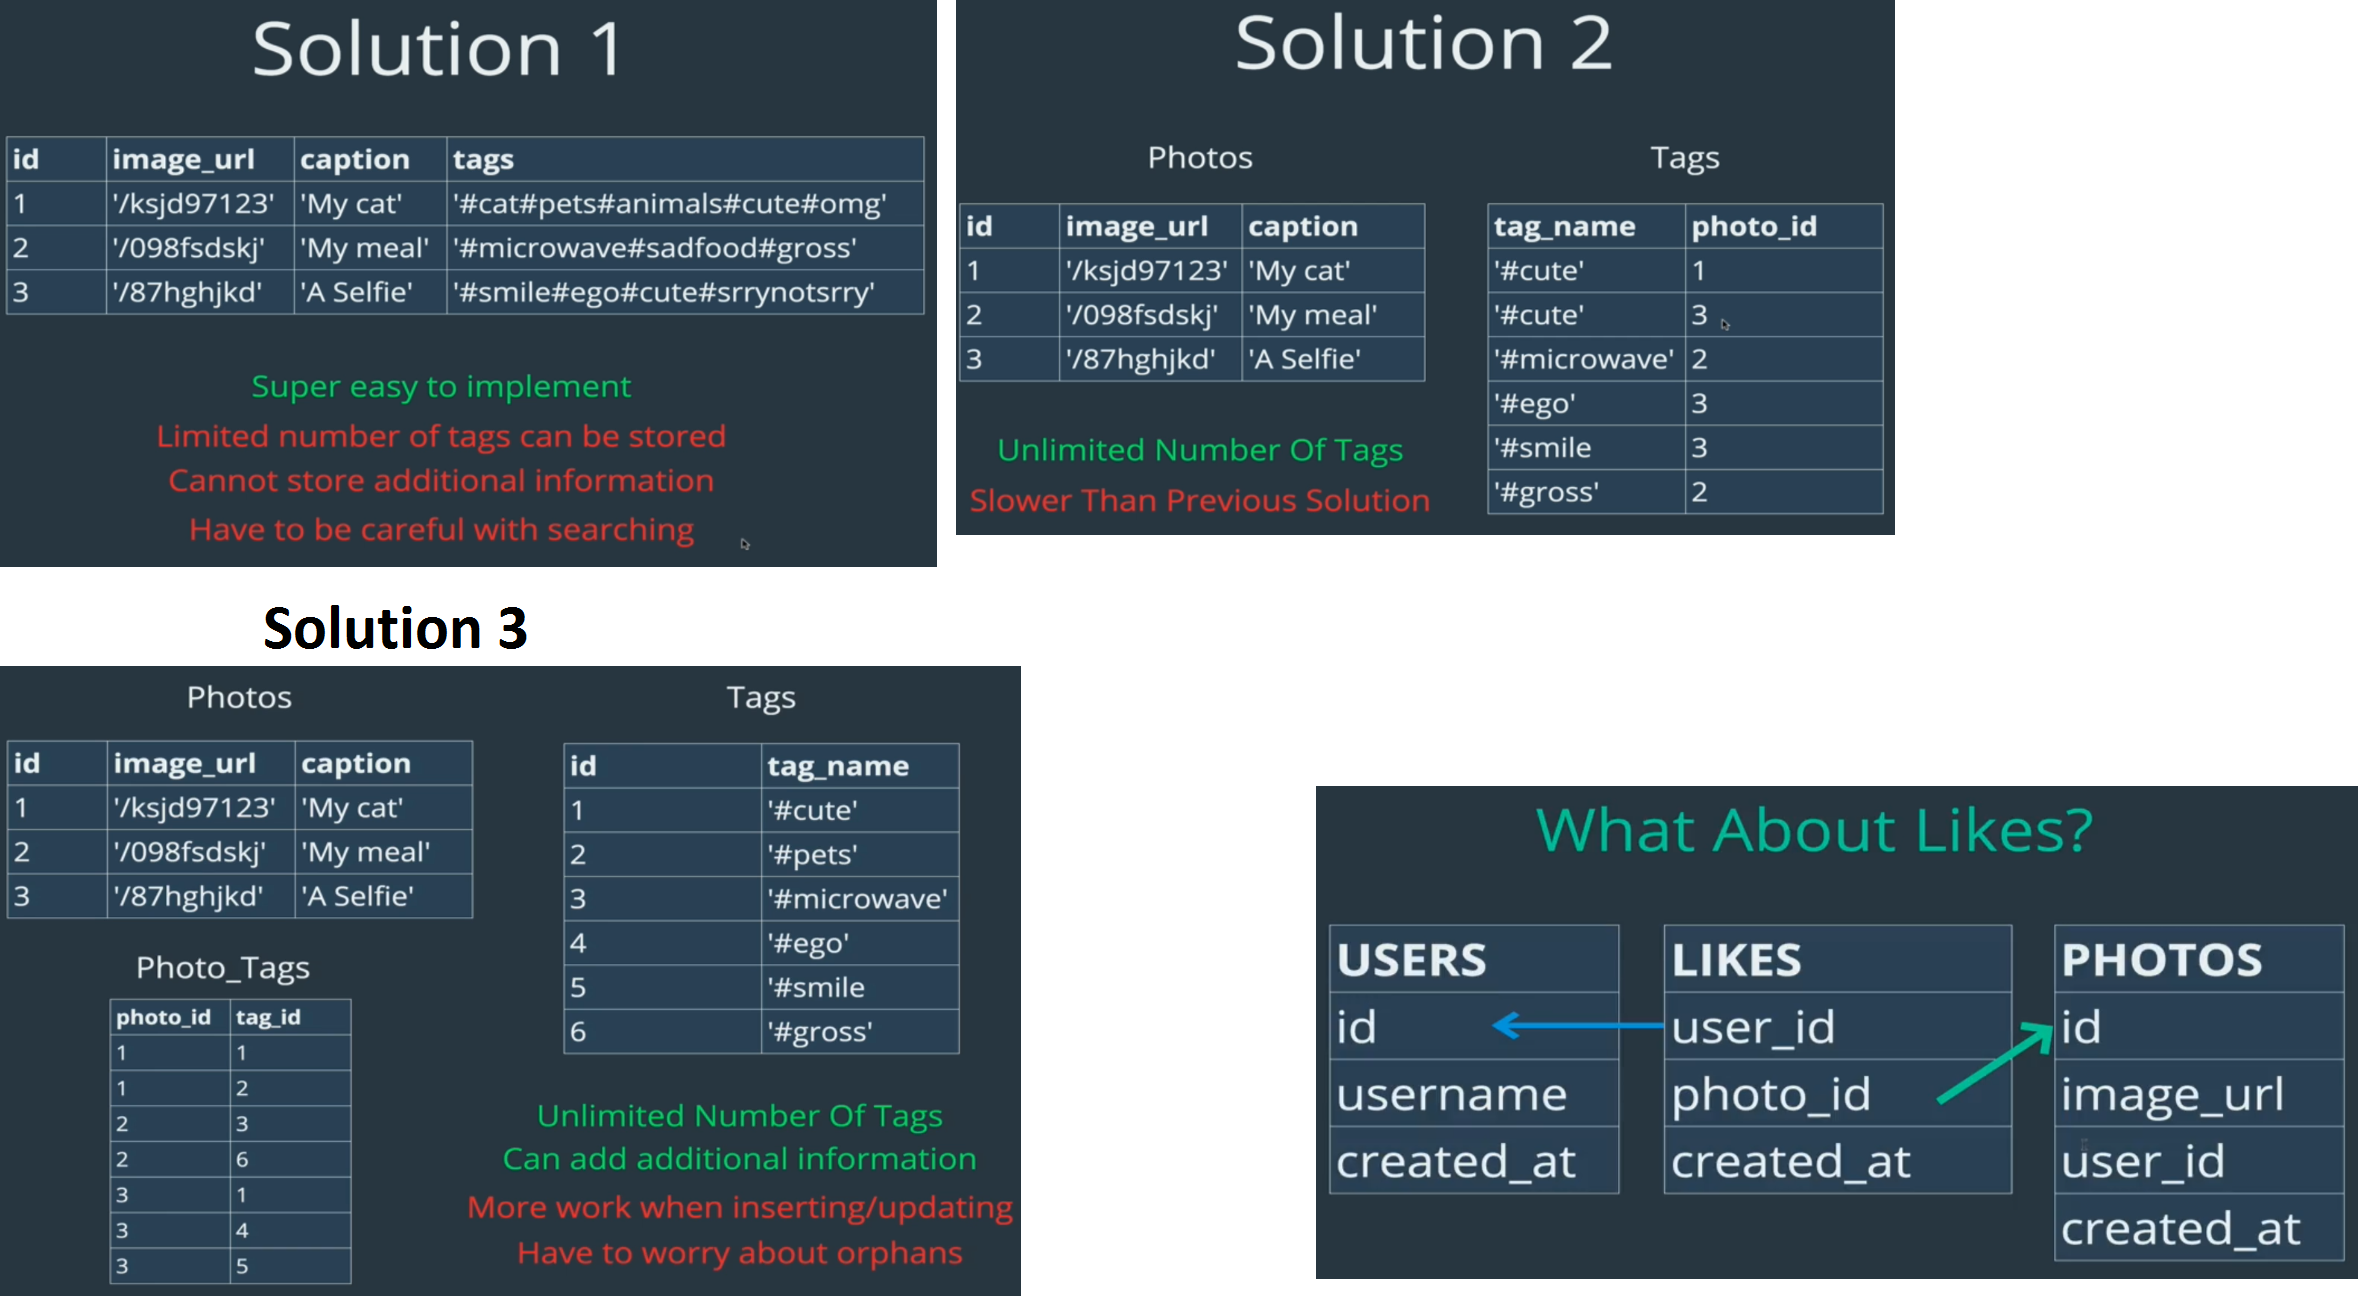 Solution 1
id image_url caption tags
1 '/ksjd97123' 'My cat' '#cat#pets#animals#cute#omg'
2 '/098fsdskj' 'My meal' '#microwave#sadfood#gross'
3 '/87hghjkd' 'A Selfie' '#smile#ego#cute#srrynotsrry'
Super easy to implement
Limited number of tags can be stored
Cannot store additional information
Have to be careful with searching
Solution 2
Photos
id image_url caption
1 '/ksjd97123' 'My cat'
2 '/098fsdskj' 'My meal'
3 '/87hghjkd' 'A Selfie'
Unlimited Number Of Tags
Slower Than Previous Solution
Tags
tag_name photo_id
'#cute' 1
'#cute' 3
'#microwave' 2
'#ego' 3
'#smile 3
'#gross' 2
Solution 3
Photos
id image_url caption
1 '/ksjd97123' 'My cat'
2 '/098fsdskj' 'My meal'
3 '/87hghjkd' 'A Selfie'
Photo_Tags
photo_id tag_id
1 1
1 2
2 3
2 6
3 1
3 4
3 5
Tags
id tag_name
1 '#cute'
2 '#pets'
3 '#microwave'
4 '#ego'
5 '#smile
6 '#gross'
Unlimited Number Of Tags
Can add additional information
More work when inserting/updating
Have to worry about orphans
What About Likes?
USERS
id
username
created_at
LIKES
user_id
photo_id
created_at
PHOTOS
id
image_url
user_id
created_at